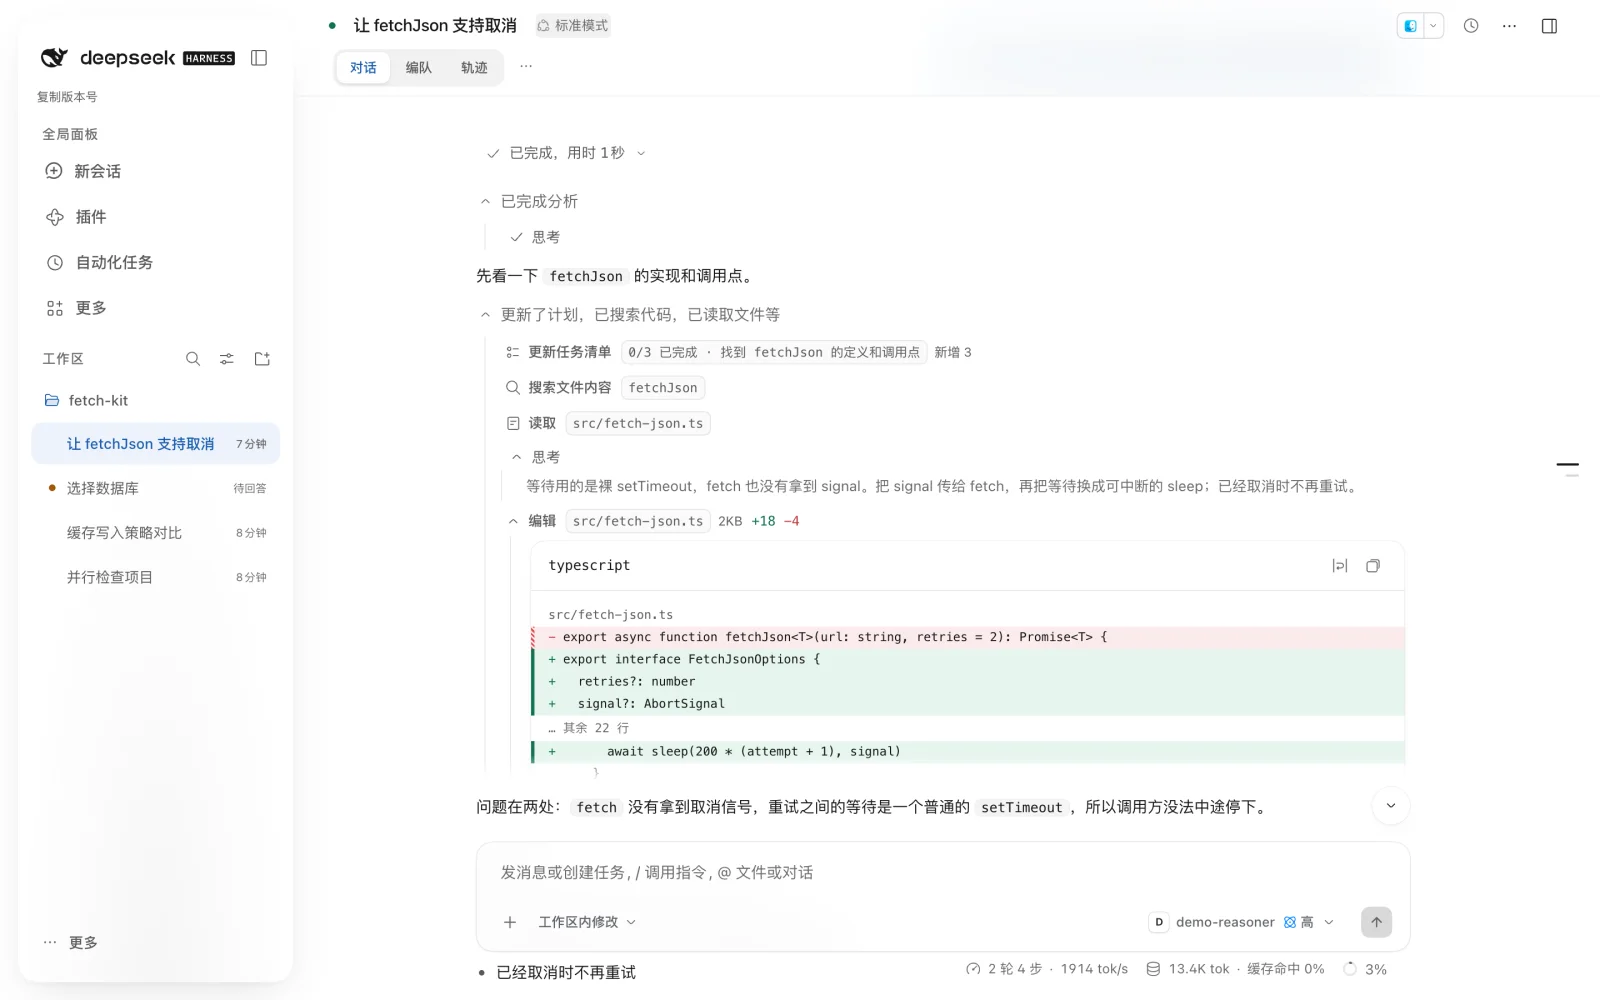 deepseek HARNESS
复制版本号
全局面板
新会话
插件
自动化任务
更多
工作区
fetch-kit
让 fetchJson 支持取消 7 分钟
选择数据库 待回答
缓存写入策略对比 8 分钟
并行检查项目 8 分钟
更多
让 fetchJson 支持取消 标准模式
对话 编队 轨迹
已完成，用时 1 秒
已完成分析
思考
先看一下 fetchJson 的实现和调用点。
更新了计划，已搜索代码，已读取文件等
更新任务清单 0/3 已完成 · 找到 fetchJson 的定义和调用点 新增 3
搜索文件内容 fetchJson
读取 src/fetch-json.ts
思考
等待用的是裸 setTimeout，fetch 也没有拿到 signal。把 signal 传给 fetch，再把等待换成可中断的 sleep；已经取消时不再重试。
编辑 src/fetch-json.ts 2KB +18 −4
typescript
src/fetch-json.ts
- export async function fetchJson<T>(url: string, retries = 2): Promise<T> {
+ export interface FetchJsonOptions {
+   retries?: number
+   signal?: AbortSignal
… 其余 22 行
+       await sleep(200 * (attempt + 1), signal)
}
问题在两处： fetch 没有拿到取消信号，重试之间的等待是一个普通的 setTimeout ，所以调用方没法中途停下。
发消息或创建任务, / 调用指令, @ 文件或对话
工作区内修改
D demo-reasoner 高
• 已经取消时不再重试
2 轮 4 步 · 1914 tok/s 13.4K tok · 缓存命中 0% 3%